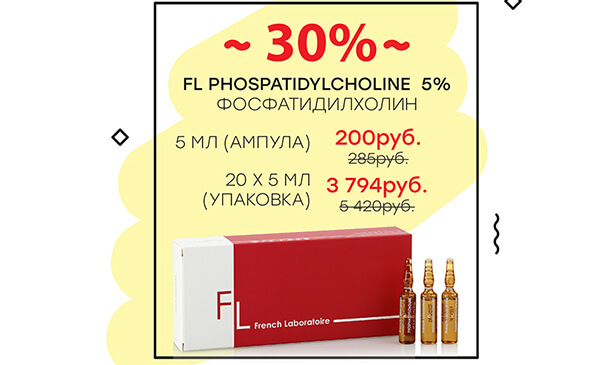 ~ 30% ~
FL PHOSPATIDYLCHOLINE 5%
ФОСФАТИДИЛХОЛИН
5 МЛ (АМПУЛА) 200руб.
285руб.
20 Х 5 МЛ
(УПАКОВКА) 3 794руб.
5 420руб.
FL
French Laboratoire